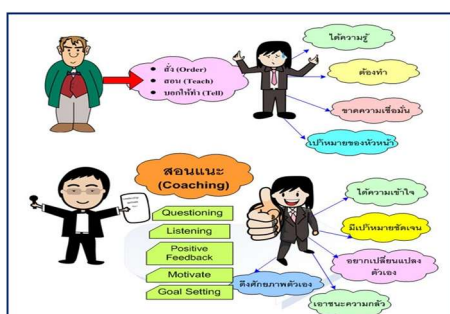 • สั่ง (Order)
• สอน (Teach)
• บอกให้ทำ (Tell)
ได้ความรู้
ต้องทำ
ขาดความเชื่อมั่น
เป้าหมายของหัวหน้า
สอนแนะ
(Coaching)
Questioning
Listening
Positive
Feedback
Motivate
Goal Setting
ได้ความเข้าใจ
มีเป้าหมายชัดเจน
อยากเปลี่ยนแปลง
ตัวเอง
เอาชนะความกลัว
ดึงศักยภาพตัวเอง